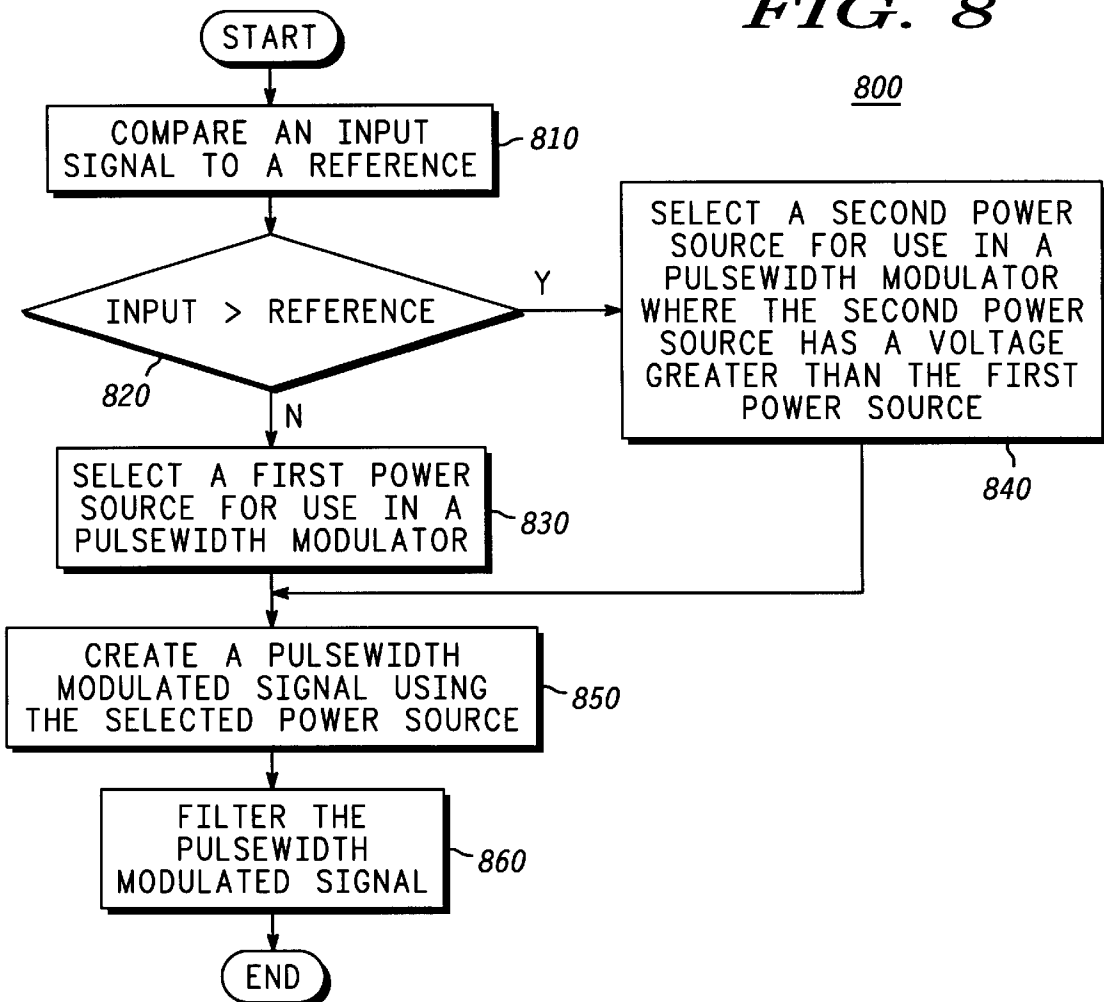 FIG. 8
800
START
COMPARE AN INPUT
SIGNAL TO A REFERENCE
810
INPUT > REFERENCE
820
Y
N
SELECT A SECOND POWER
SOURCE FOR USE IN A
PULSEWIDTH MODULATOR
WHERE THE SECOND POWER
SOURCE HAS A VOLTAGE
GREATER THAN THE FIRST
POWER SOURCE
840
SELECT A FIRST POWER
SOURCE FOR USE IN A
PULSEWIDTH MODULATOR
830
CREATE A PULSEWIDTH
MODULATED SIGNAL USING
THE SELECTED POWER SOURCE
850
FILTER THE
PULSEWIDTH
MODULATED SIGNAL
860
END